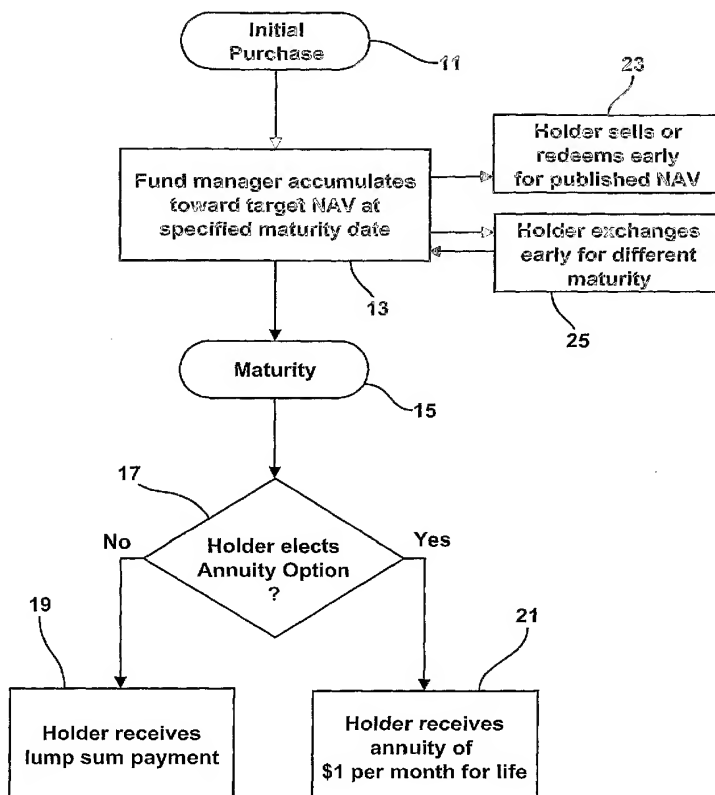 Initial
Purchase
11
23
Holder sells or
redeems early
for published NAV
Fund manager accumulates
toward target NAV at
specified maturity date
13
Holder exchanges
early for different
maturity
25
Maturity
15
17
No
Holder elects
Annuity Option
?
Yes
19
21
Holder receives
lump sum payment
Holder receives
annuity of
$1 per month for life